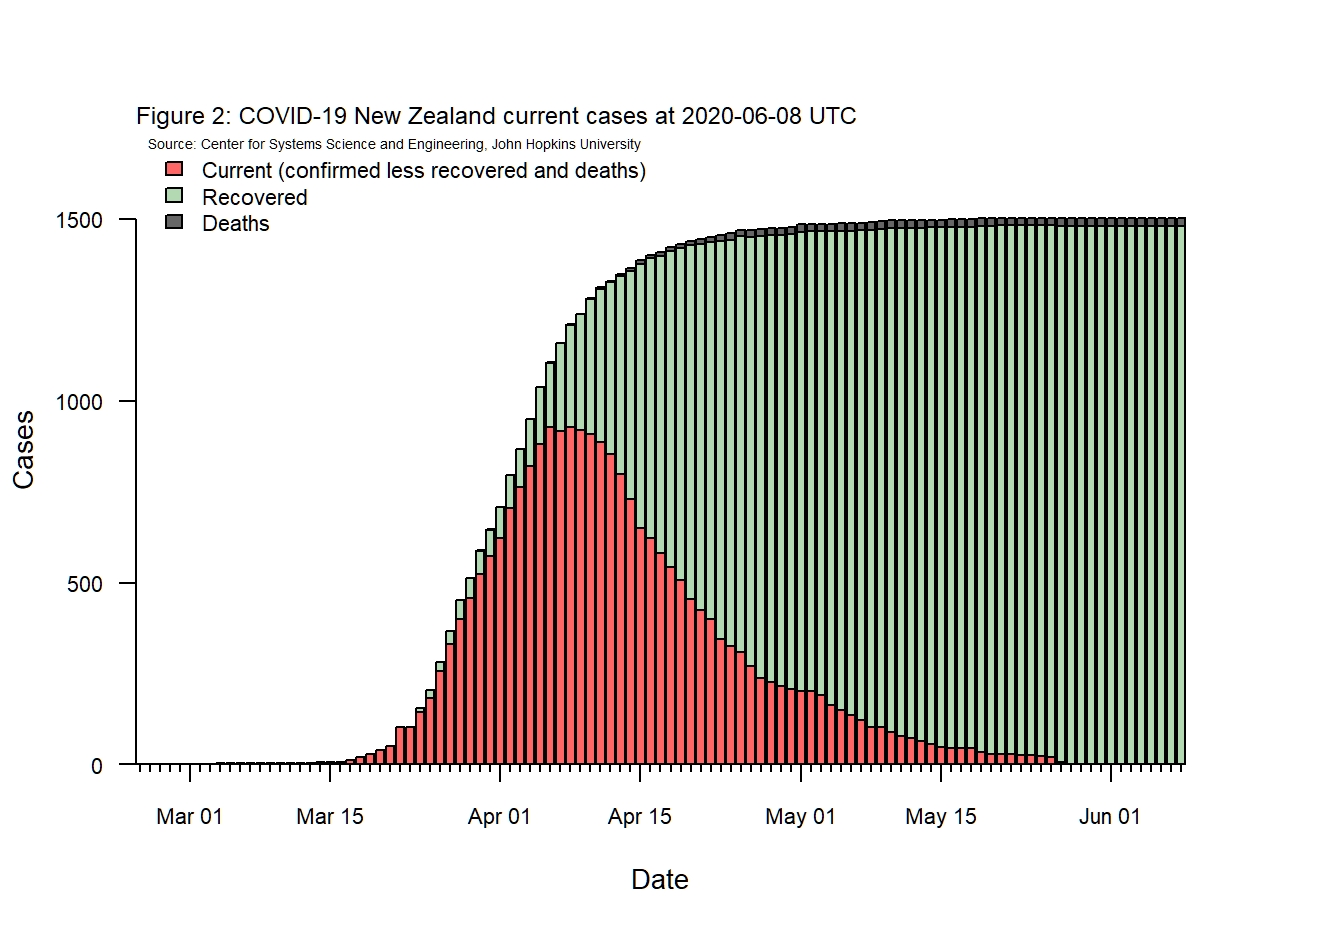 Figure 2: COVID-19 New Zealand current cases at 2020-06-08 UTC
Source: Center for Systems Science and Engineering, John Hopkins University
Current (confirmed less recovered and deaths)
Recovered
Deaths
1500
1000
500
0
Cases
Mar 01 Mar 15 Apr 01 Apr 15 May 01 May 15 Jun 01
Date